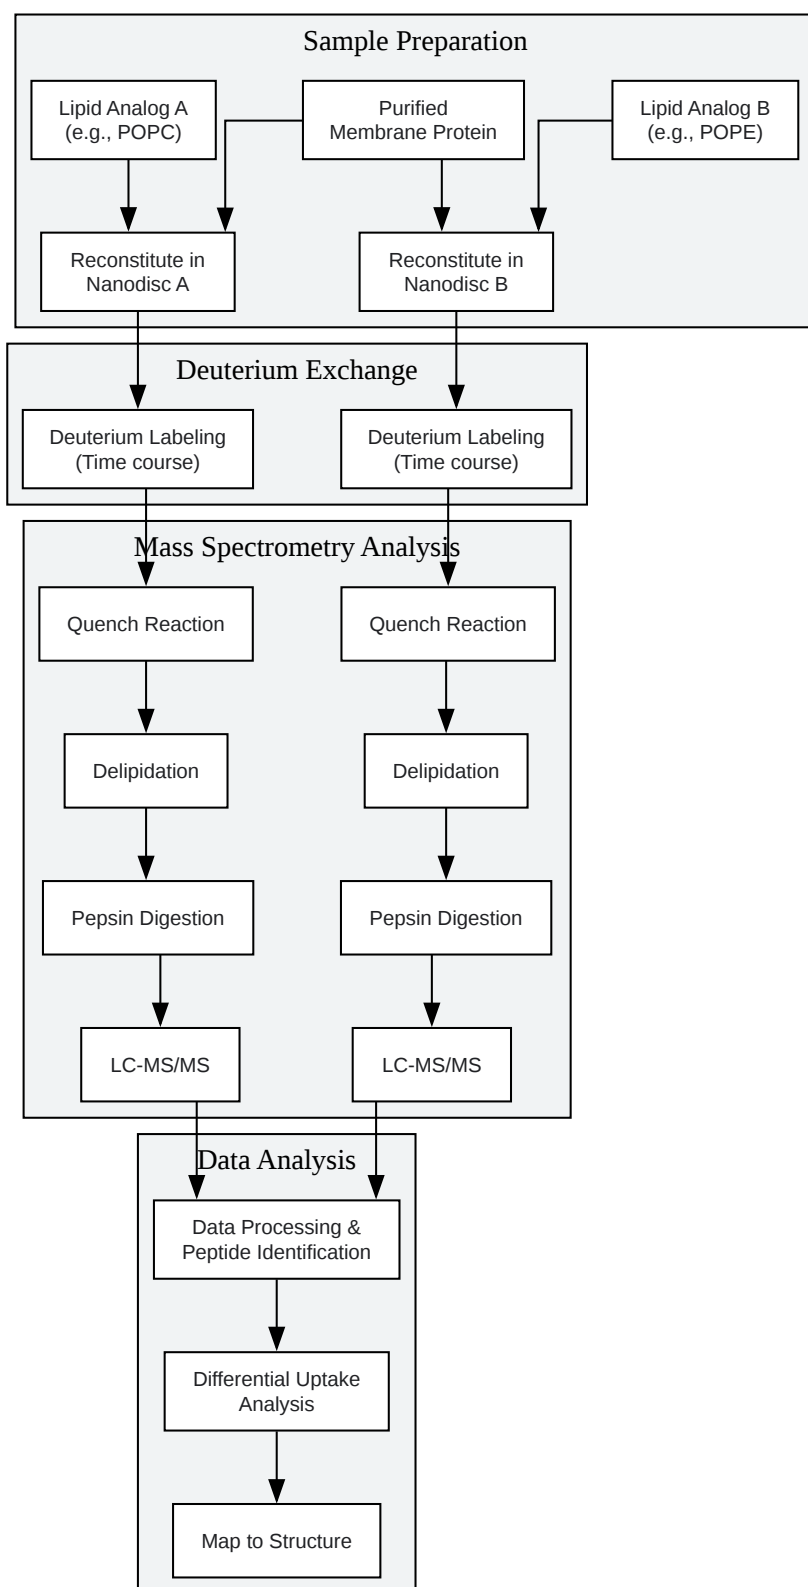 Sample Preparation
Lipid Analog A
(e.g., POPC)
Purified
Membrane Protein
Lipid Analog B
(e.g., POPE)
Reconstitute in
Nanodisc A
Reconstitute in
Nanodisc B
Deuterium Exchange
Deuterium Labeling
(Time course)
Deuterium Labeling
(Time course)
Mass Spectrometry Analysis
Quench Reaction
Quench Reaction
Delipidation
Delipidation
Pepsin Digestion
Pepsin Digestion
LC-MS/MS
LC-MS/MS
Data Analysis
Data Processing &
Peptide Identification
Differential Uptake
Analysis
Map to Structure